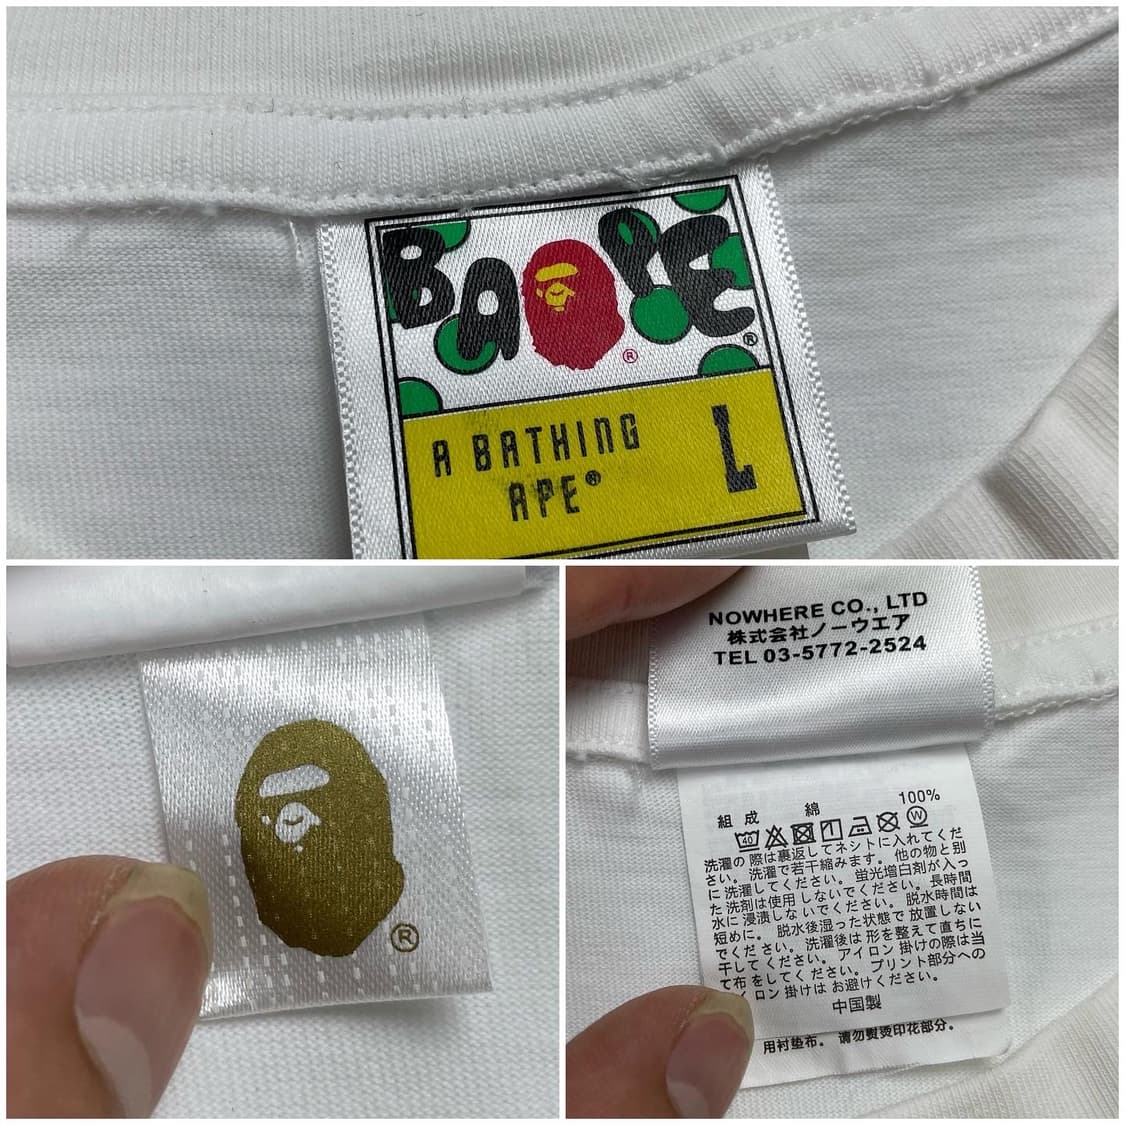 BAPE
®
®
A BATHING
APE®
L
®
NOWHERE CO., LTD
株式会社ノーウエア
TEL 03-5772-2524
組成 綿 100%
40
W
洗濯の際は裏返してネシトに入れてくだ
さい。洗濯で若干縮みます。他の物と別
に洗濯してください。蛍光増白剤が入っ
た洗剤は使用しないでください。長時間
水に浸漬しないでください。脱水時間は
短めに。脱水後湿った状態で放置しない
でください。洗濯後は形を整えて直ちに
干してください。アイロン掛けの際は当
て布をしてください。プリント部分への
イロン掛けはお避けください。
中国製
用衬垫布。请勿熨烫印花部分。